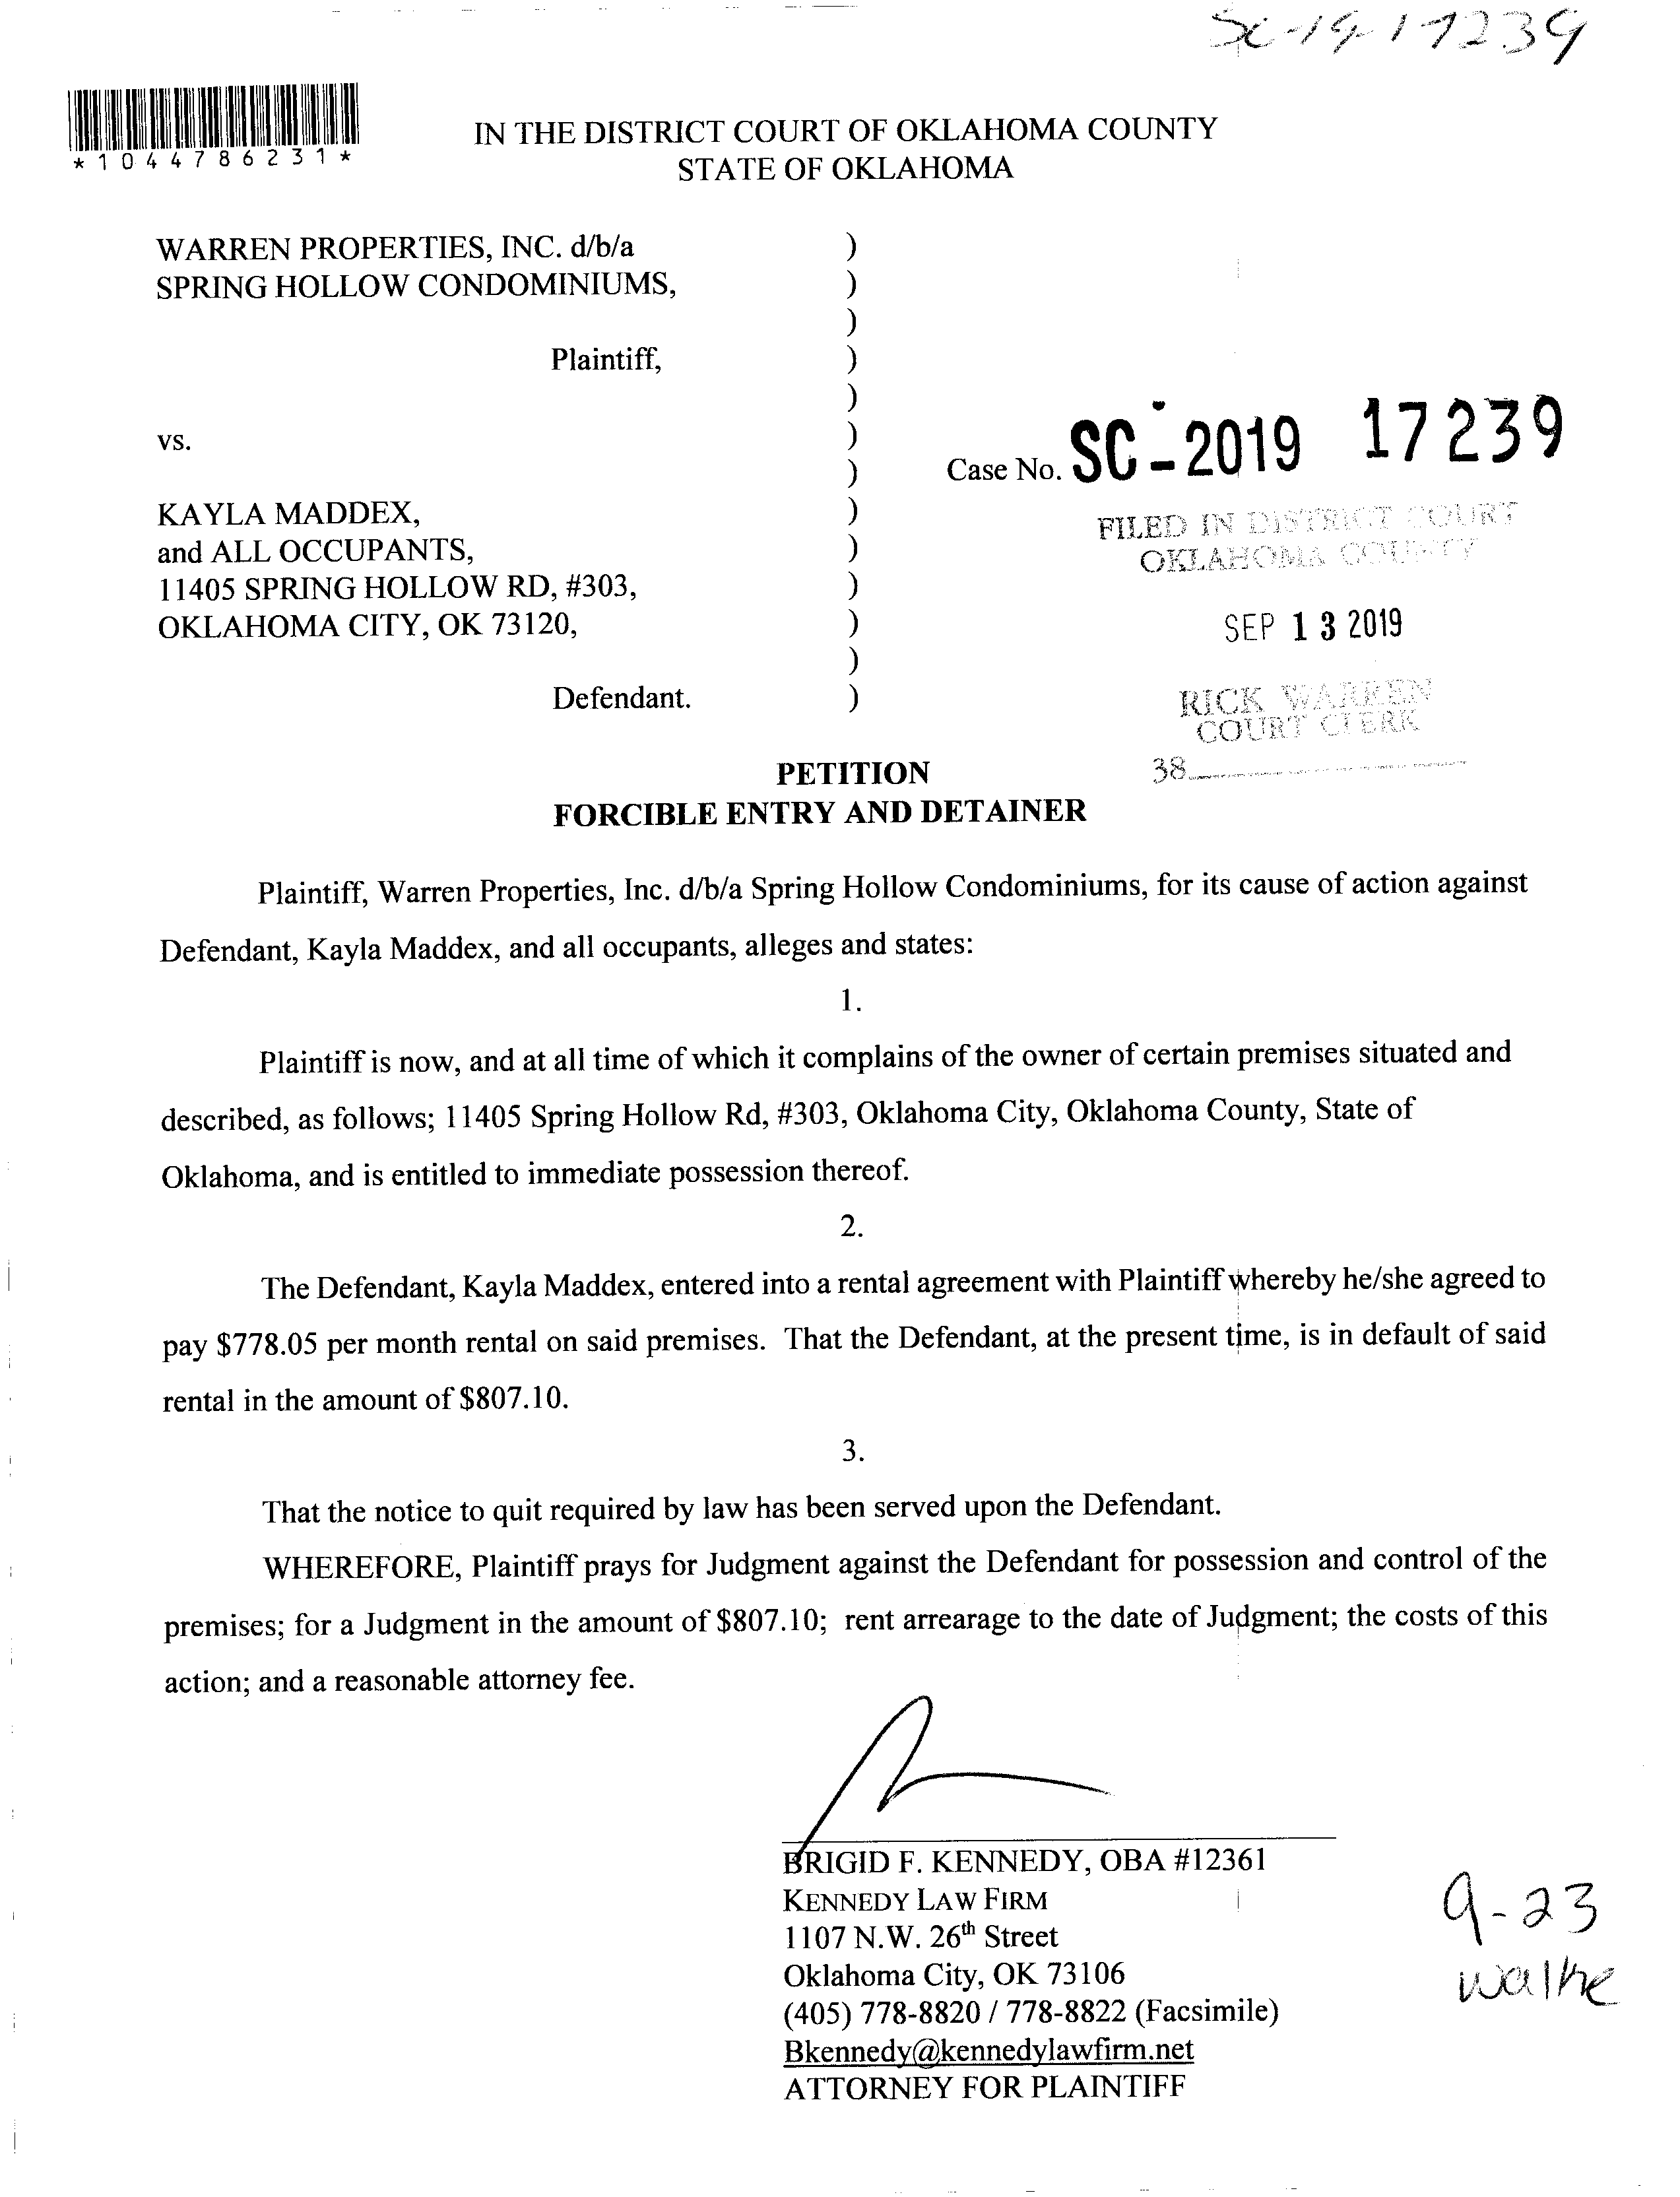 SC-19-17239
*1044786231*
IN THE DISTRICT COURT OF OKLAHOMA COUNTY
STATE OF OKLAHOMA
WARREN PROPERTIES, INC. d/b/a )
SPRING HOLLOW CONDOMINIUMS, )
)
Plaintiff, )
)
vs. )
) Case No. SC-2019 17239
KAYLA MADDEX, )
and ALL OCCUPANTS, )
11405 SPRING HOLLOW RD, #303, )
OKLAHOMA CITY, OK 73120, )
)
Defendant. )
FILED IN DISTRICT COURT
OKLAHOMA COUNTY
SEP 13 2019
RICK WARREN
COURT CLERK
38
PETITION
FORCIBLE ENTRY AND DETAINER
Plaintiff, Warren Properties, Inc. d/b/a Spring Hollow Condominiums, for its cause of action against
Defendant, Kayla Maddex, and all occupants, alleges and states:
1.
Plaintiff is now, and at all time of which it complains of the owner of certain premises situated and
described, as follows; 11405 Spring Hollow Rd, #303, Oklahoma City, Oklahoma County, State of
Oklahoma, and is entitled to immediate possession thereof.
2.
The Defendant, Kayla Maddex, entered into a rental agreement with Plaintiff whereby he/she agreed to
pay $778.05 per month rental on said premises. That the Defendant, at the present time, is in default of said
rental in the amount of $807.10.
3.
That the notice to quit required by law has been served upon the Defendant.
WHEREFORE, Plaintiff prays for Judgment against the Defendant for possession and control of the
premises; for a Judgment in the amount of $807.10; rent arrearage to the date of Judgment; the costs of this
action; and a reasonable attorney fee.
BRIGID F. KENNEDY, OBA #12361
KENNEDY LAW FIRM
1107 N.W. 26th Street
Oklahoma City, OK 73106
(405) 778-8820 / 778-8822 (Facsimile)
Bkennedy@kennedylawfirm.net
ATTORNEY FOR PLAINTIFF
9-23